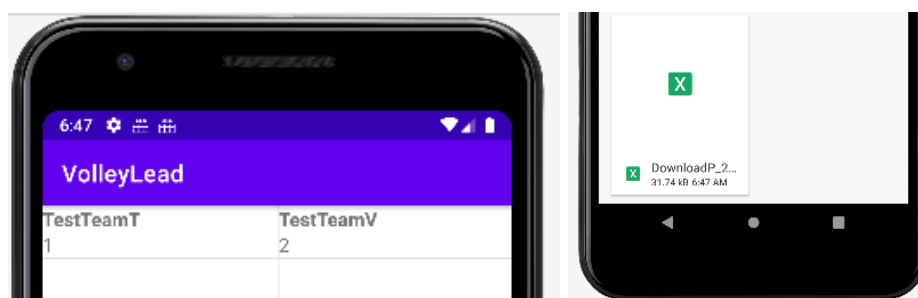 6:47
VolleyLead
TestTeamT
TestTeamV
1
2
X
X
DownloadP_2...
31.74 kB 6:47 AM